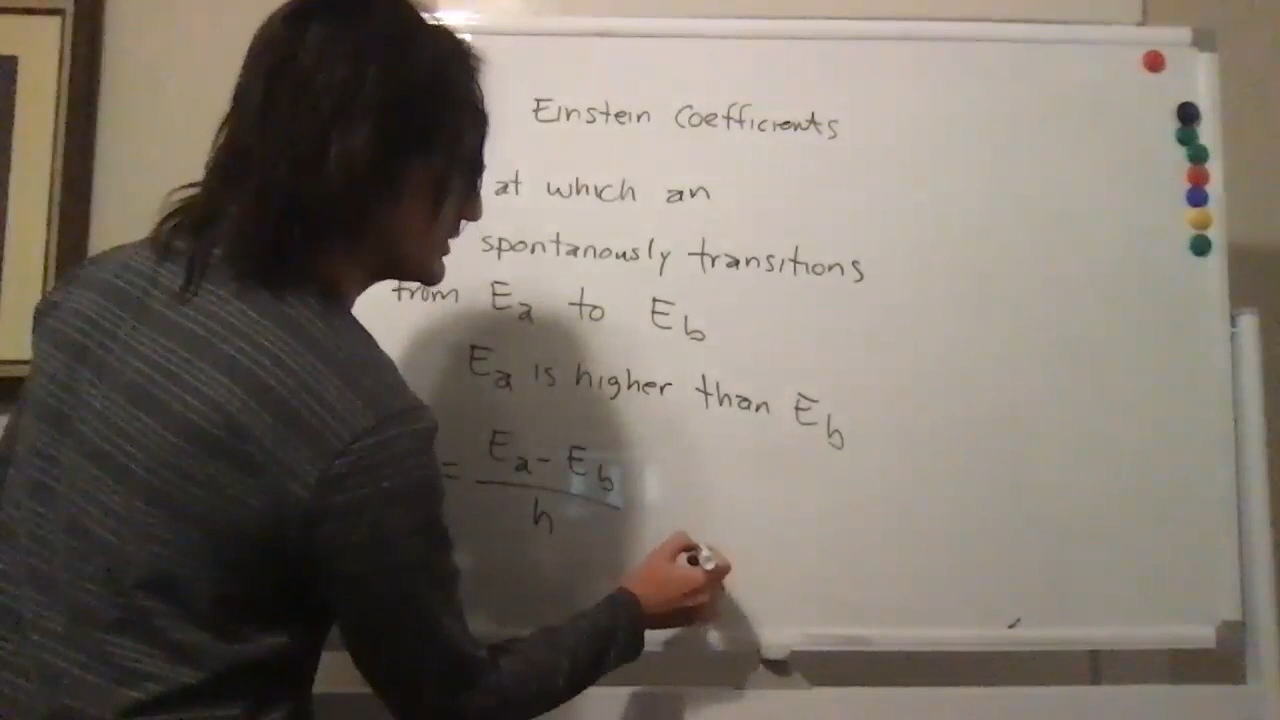 Einstein Coefficients
at which an
spontanously transitions
from Ea to Eb
Ea is higher than Eb
= Ea - Eb
h